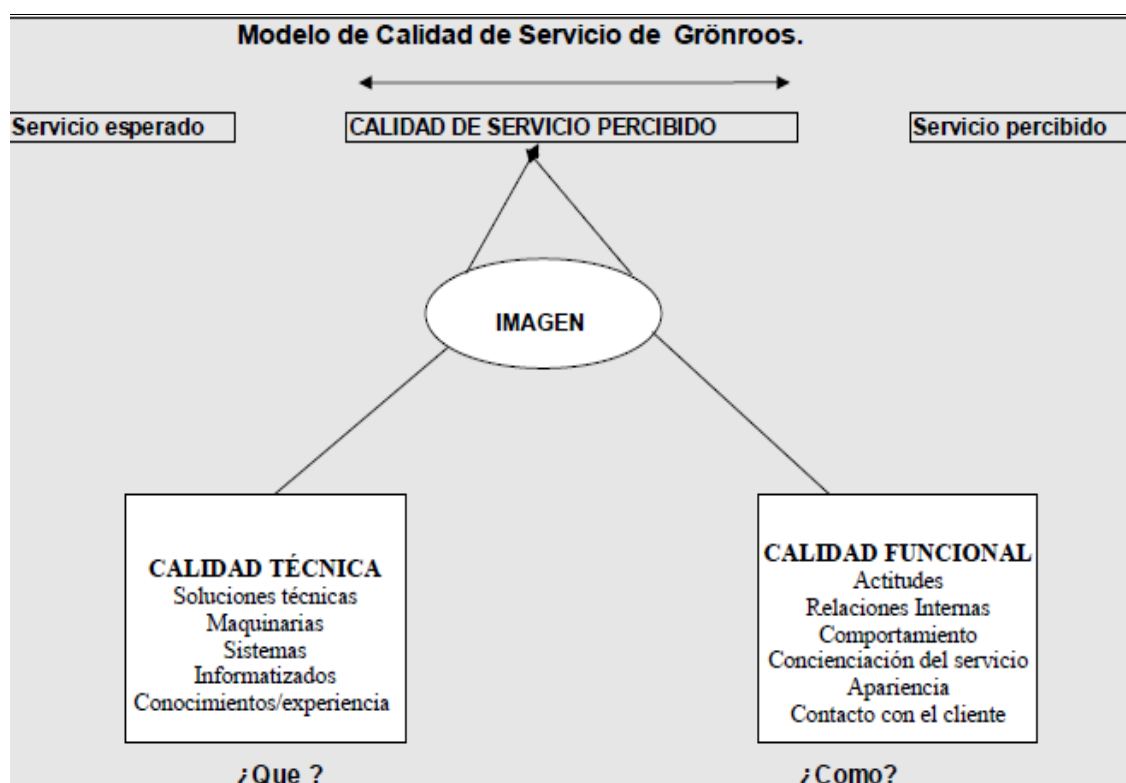 Modelo de Calidad de Servicio de Grönroos.
Servicio esperado
CALIDAD DE SERVICIO PERCIBIDO
Servicio percibido
IMAGEN
CALIDAD TÉCNICA
Soluciones técnicas
Maquinarias
Sistemas
Informatizados
Conocimientos/experiencia
CALIDAD FUNCIONAL
Actitudes
Relaciones Internas
Comportamiento
Concienciación del servicio
Apariencia
Contacto con el cliente
¿Que ?
¿Como?